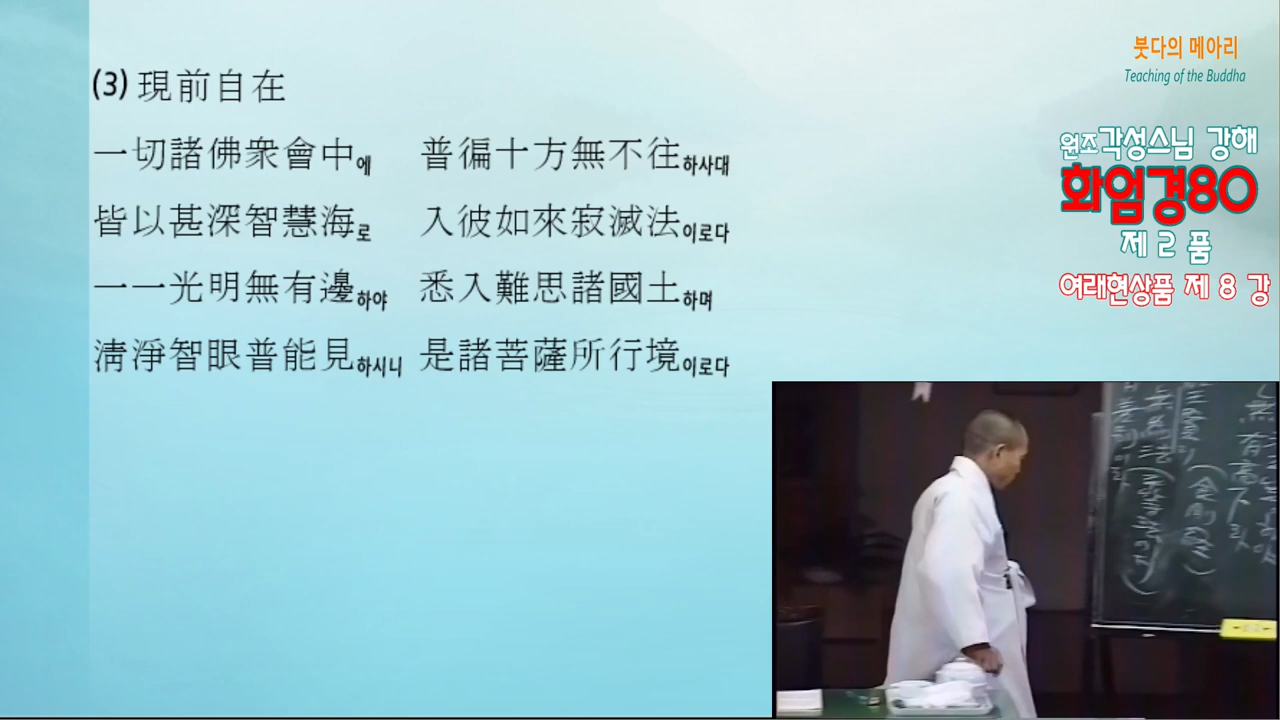 (3) 現前自在
一切諸佛衆會中에 普徧十方無不往하사대
皆以甚深智慧海로 入彼如來寂滅法이로다
一一光明無有邊하야 悉入難思諸國土하며
淸淨智眼普能見하시니 是諸菩薩所行境이로다
붓다의 메아리
Teaching of the Buddha
원조각성스님 강해
화엄경80
제 2 품
여래현상품 제 8 강
有高下